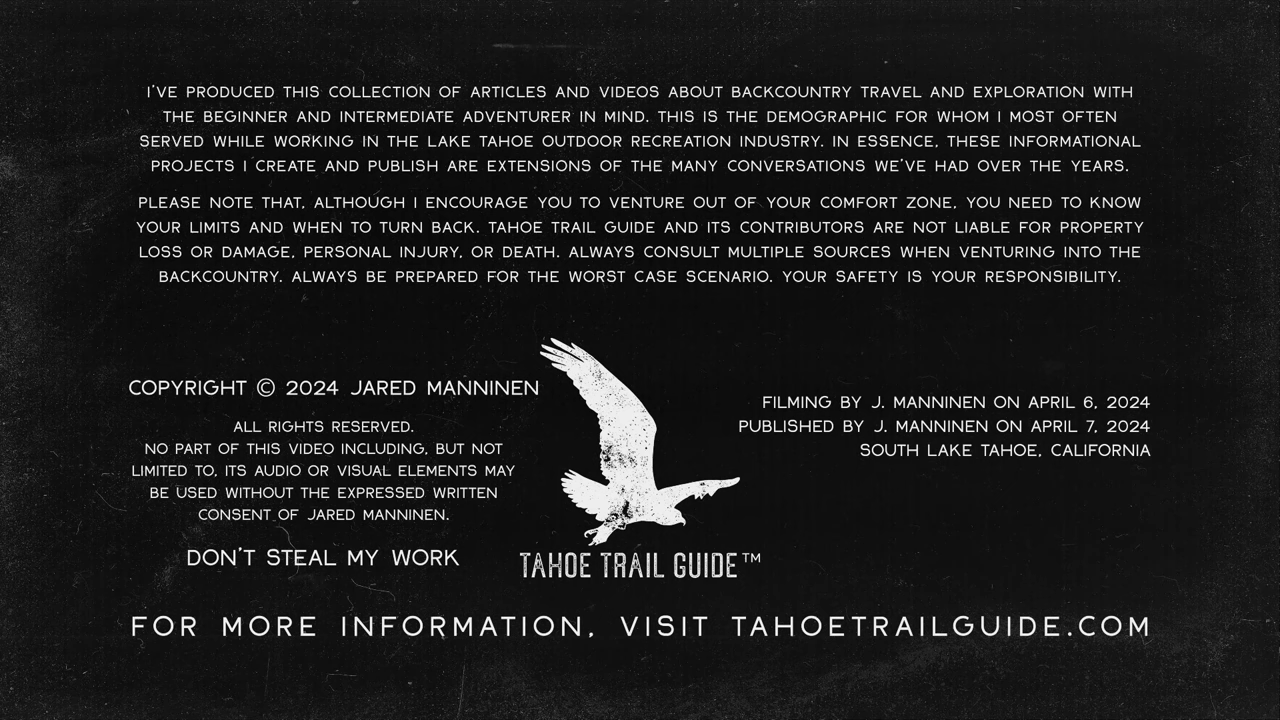 I'VE PRODUCED THIS COLLECTION OF ARTICLES AND VIDEOS ABOUT BACKCOUNTRY TRAVEL AND EXPLORATION WITH
THE BEGINNER AND INTERMEDIATE ADVENTURER IN MIND. THIS IS THE DEMOGRAPHIC FOR WHOM I MOST OFTEN
SERVED WHILE WORKING IN THE LAKE TAHOE OUTDOOR RECREATION INDUSTRY. IN ESSENCE, THESE INFORMATIONAL
PROJECTS I CREATE AND PUBLISH ARE EXTENSIONS OF THE MANY CONVERSATIONS WE'VE HAD OVER THE YEARS.
PLEASE NOTE THAT, ALTHOUGH I ENCOURAGE YOU TO VENTURE OUT OF YOUR COMFORT ZONE, YOU NEED TO KNOW
YOUR LIMITS AND WHEN TO TURN BACK. TAHOE TRAIL GUIDE AND ITS CONTRIBUTORS ARE NOT LIABLE FOR PROPERTY
LOSS OR DAMAGE, PERSONAL INJURY, OR DEATH. ALWAYS CONSULT MULTIPLE SOURCES WHEN VENTURING INTO THE
BACKCOUNTRY. ALWAYS BE PREPARED FOR THE WORST CASE SCENARIO. YOUR SAFETY IS YOUR RESPONSIBILITY.
COPYRIGHT © 2024 JARED MANNINEN
ALL RIGHTS RESERVED.
NO PART OF THIS VIDEO INCLUDING, BUT NOT
LIMITED TO, ITS AUDIO OR VISUAL ELEMENTS MAY
BE USED WITHOUT THE EXPRESSED WRITTEN
CONSENT OF JARED MANNINEN.
DON'T STEAL MY WORK
TAHOE TRAIL GUIDE™
FILMING BY J. MANNINEN ON APRIL 6, 2024
PUBLISHED BY J. MANNINEN ON APRIL 7, 2024
SOUTH LAKE TAHOE, CALIFORNIA
FOR MORE INFORMATION, VISIT TAHOETRAILGUIDE.COM